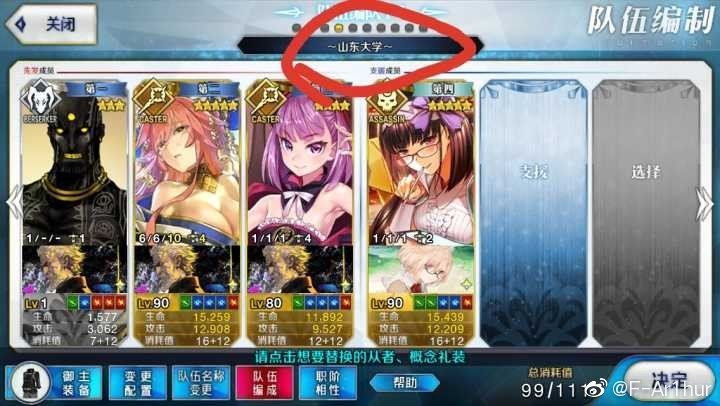 关闭
队伍编制
～山东大学～
先发成员
支援成员
第一
第二
第四
BERSERKER
CASTER
CASTER
ASSASSIN
支援
选择
1/-/- 1
6/6/10 4
1/1/1 4
1/1/1 2
Lv.1
Lv.90
Lv.80
Lv.90
生命 1,577
生命 15,259
生命 11,892
生命 15,439
攻击 3,062
攻击 12,908
攻击 9,527
攻击 12,209
消耗值 7+12
消耗值 16+12
消耗值 16+12
消耗值 16+12
请点击想要替换的从者、概念礼装
御主装备
变更配置
队伍名称变更
队伍编成
职阶相性
帮助
总消耗值
99/111
决定
@F-Ar1hur